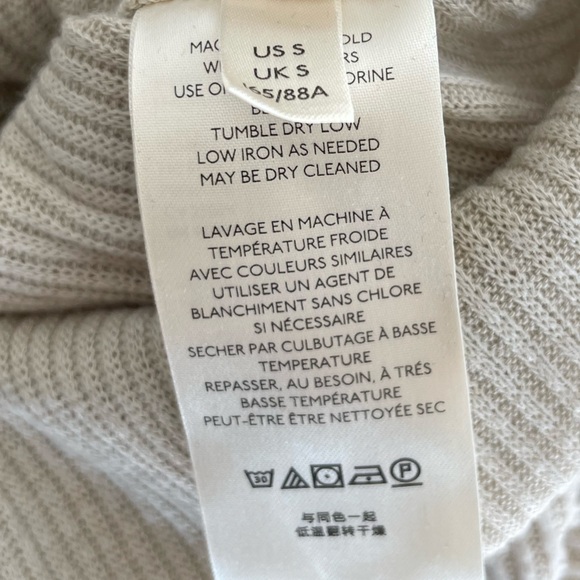 US S
UK S
/88A
USE
TUMBLE DRY LOW
LOW IRON AS NEEDED
MAY BE DRY CLEANED
LAVAGE EN MACHINE À
TEMPÉRATURE FROIDE
AVEC COULEURS SIMILAIRES
UTILISER UN AGENT DE
BLANCHIMENT SANS CHLORE
SI NÉCESSAIRE
SECHER PAR CULBUTAGE À BASSE
TEMPERATURE
REPASSER, AU BESOIN, À TRÉS
BASSE TEMPÉRATURE
PEUT-ÊTRE ÊTRE NETTOYÉE SEC
30
P
与同色一起
低温翻转干燥